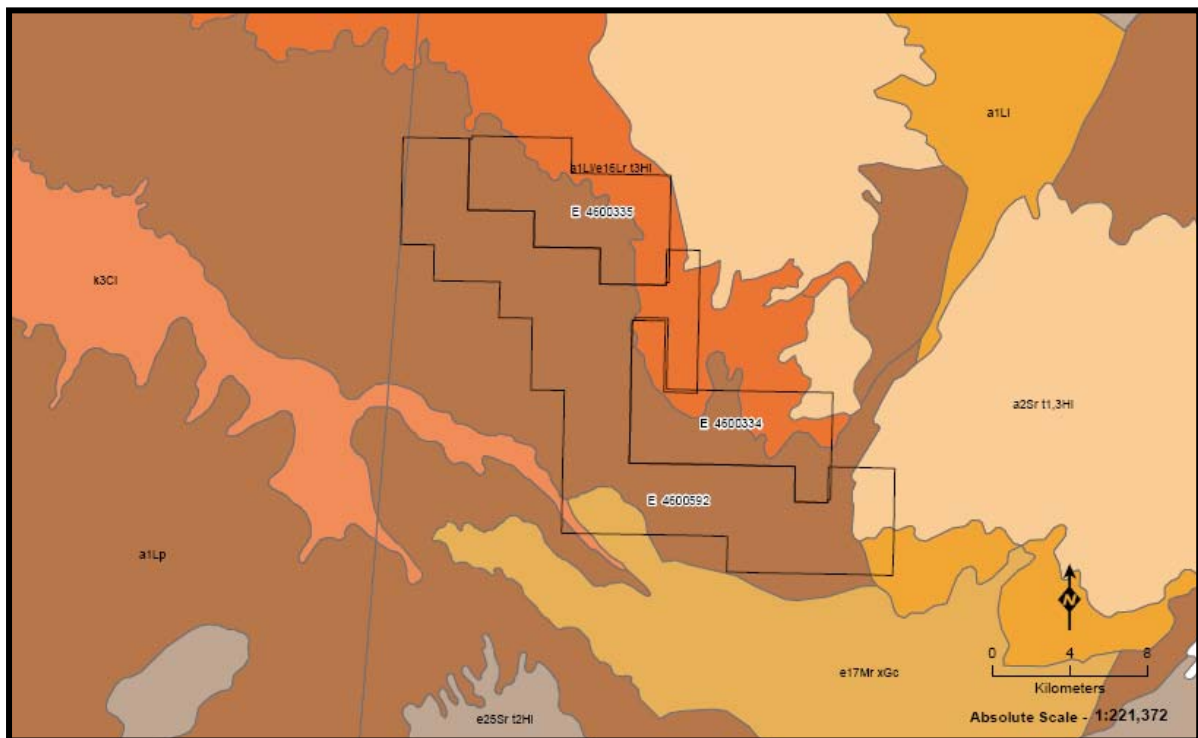 a1Ll
a1Ll/e16Lr t3Hl
E 4600335
k3Cl
a2Sr t1,3Hl
E 4600334
E 4600592
a1Lp
N
0 4 8
e17Mr xGc
Kilometers
e25Sr t2Hl
Absolute Scale - 1:221,372